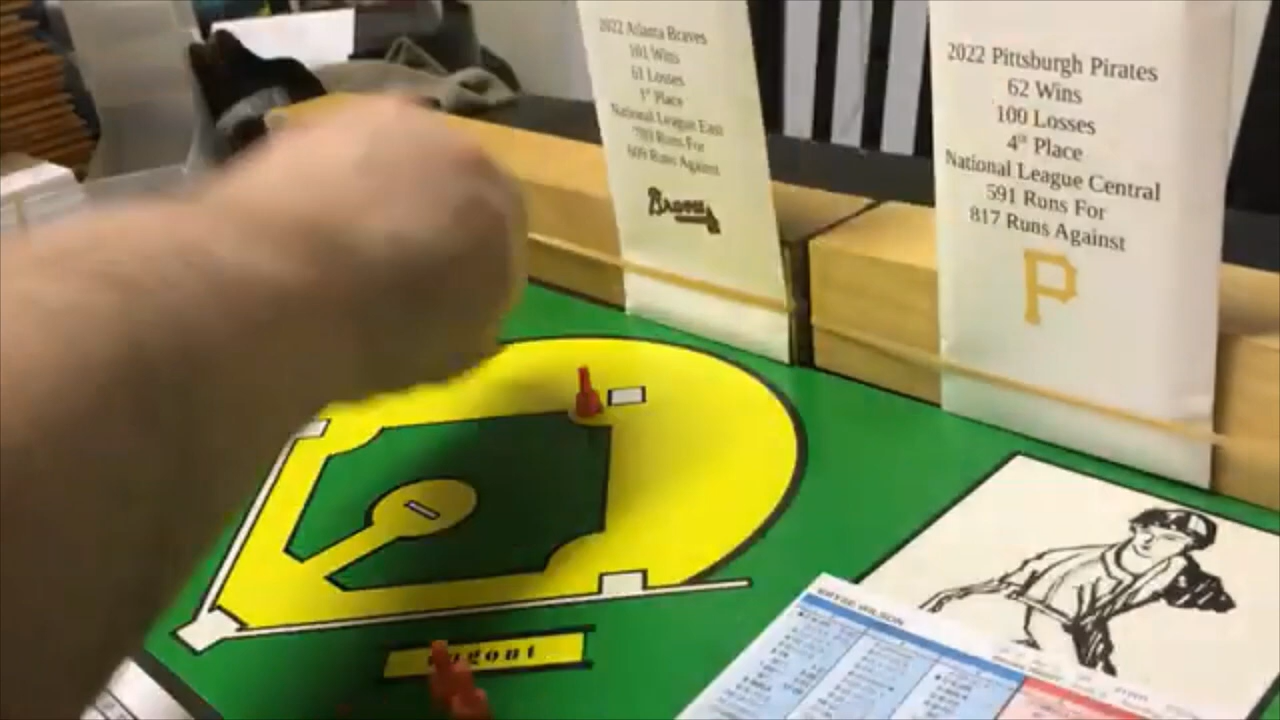 2022 Atlanta Braves
101 Wins
61 Losses
1st Place
National League East
789 Runs For
609 Runs Against
Braves
2022 Pittsburgh Pirates
62 Wins
100 Losses
4th Place
National League Central
591 Runs For
817 Runs Against
P
dugout
BRYSE WILSON